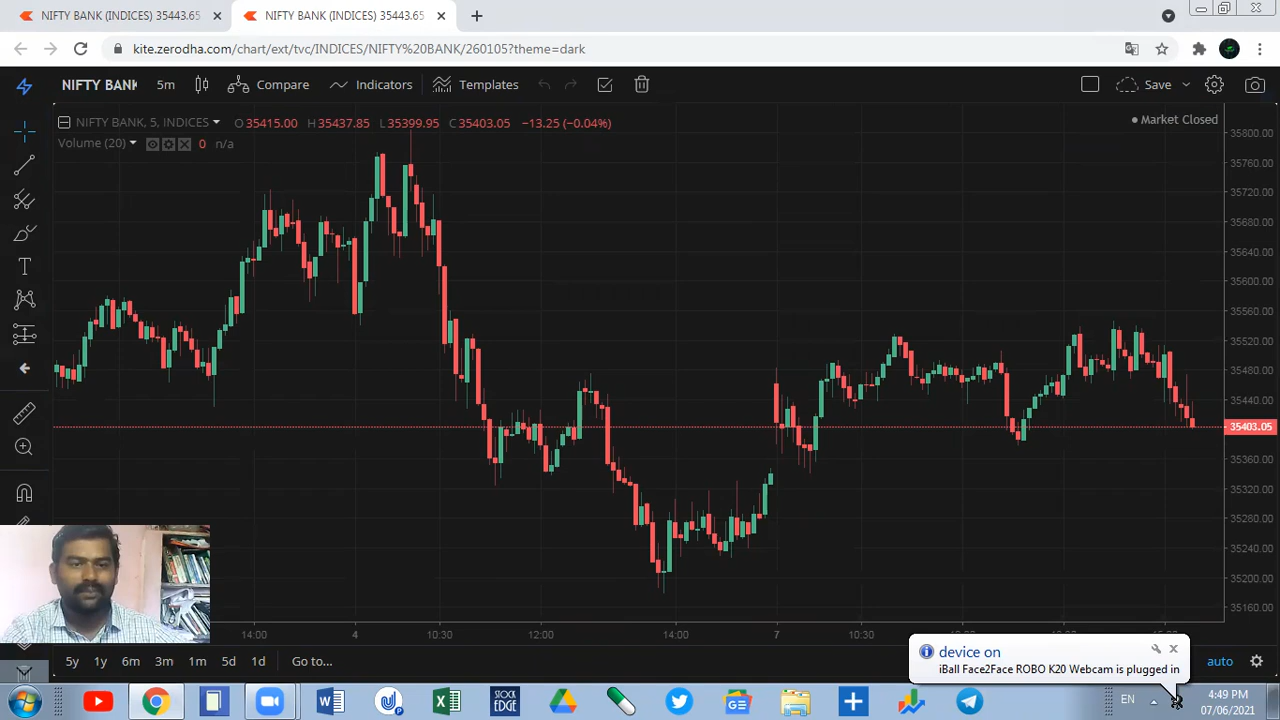 NIFTY BANK (INDICES) 35443.65
NIFTY BANK (INDICES) 35443.65
kite.zerodha.com/chart/ext/tvc/INDICES/NIFTY%20BANK/260105?theme=dark
NIFTY BANK 5m Compare Indicators Templates Save
NIFTY BANK, 5, INDICES O35415.00 H35437.85 L35399.95 C35403.05 −13.25 (−0.04%)
Market Closed
Volume (20) 0 n/a
35800.00
35760.00
35720.00
35680.00
35640.00
35600.00
35560.00
35520.00
35480.00
35440.00
35403.05
35360.00
35320.00
35280.00
35240.00
35200.00
35160.00
14:00 4 10:30 12:00 14:00 7 10:30
5y 1y 6m 3m 1m 5d 1d Go to... auto
device on
iBall Face2Face ROBO K20 Webcam is plugged in
STOCK
EDGE
EN
4:49 PM
07/06/2021